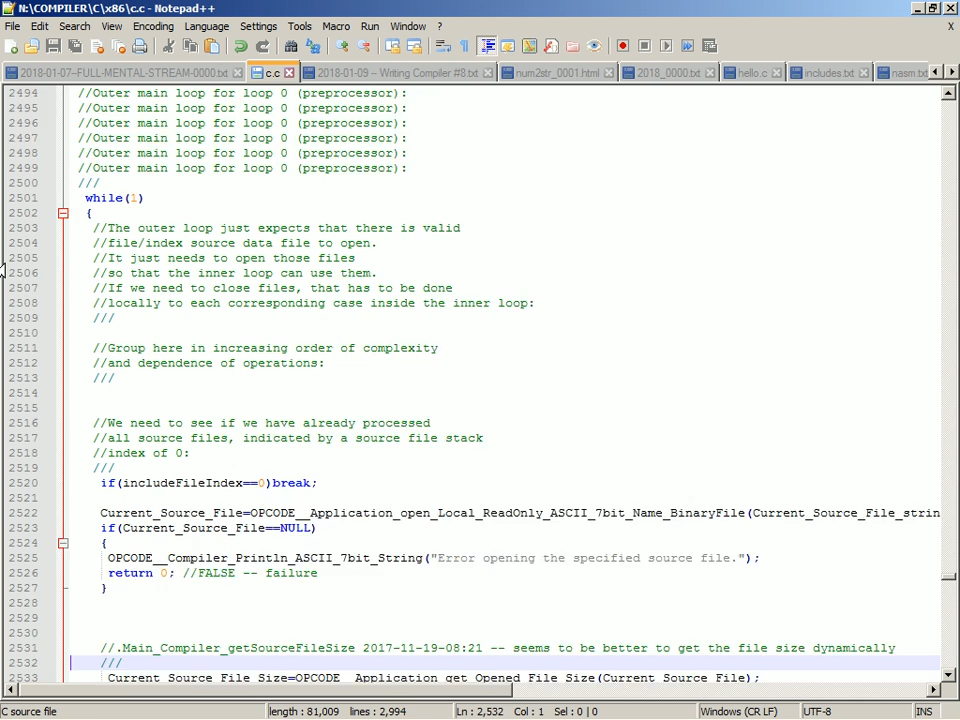 N:\COMPILER\C\x86\c.c - Notepad++
File Edit Search View Encoding Language Settings Tools Macro Run Window ? X
2018-01-07-FULL-MENTAL-STREAM-0000.txt c.c 2018-01-09 -- Writing Compiler #8.txt num2str_0001.html 2018_0000.txt hello.c includes.txt nasm.txt
2494 //Outer main loop for loop 0 (preprocessor):
2495 //Outer main loop for loop 0 (preprocessor):
2496 //Outer main loop for loop 0 (preprocessor):
2497 //Outer main loop for loop 0 (preprocessor):
2498 //Outer main loop for loop 0 (preprocessor):
2499 //Outer main loop for loop 0 (preprocessor):
2500 ///
2501 while(1)
2502 {
2503 //The outer loop just expects that there is valid
2504 //file/index source data file to open.
2505 //It just needs to open those files
2506 //so that the inner loop can use them.
2507 //If we need to close files, that has to be done
2508 //locally to each corresponding case inside the inner loop:
2509 ///
2510
2511 //Group here in increasing order of complexity
2512 //and dependence of operations:
2513 ///
2514
2515
2516 //We need to see if we have already processed
2517 //all source files, indicated by a source file stack
2518 //index of 0:
2519 ///
2520 if(includeFileIndex==0)break;
2521
2522 Current_Source_File=OPCODE__Application_open_Local_ReadOnly_ASCII_7bit_Name_BinaryFile(Current_Source_File_strin
2523 if(Current_Source_File==NULL)
2524 {
2525 OPCODE__Compiler_Println_ASCII_7bit_String("Error opening the specified source file.");
2526 return 0; //FALSE -- failure
2527 }
2528
2529
2530
2531 //.Main_Compiler_getSourceFileSize 2017-11-19-08:21 -- seems to be better to get the file size dynamically
2532 ///
2533 Current_Source_File_Size=OPCODE__Application_get_Opened_File_Size(Current_Source_File);
C source file length : 81,009 lines : 2,994 Ln : 2,532 Col : 1 Sel : 0 | 0 Windows (CR LF) UTF-8 INS